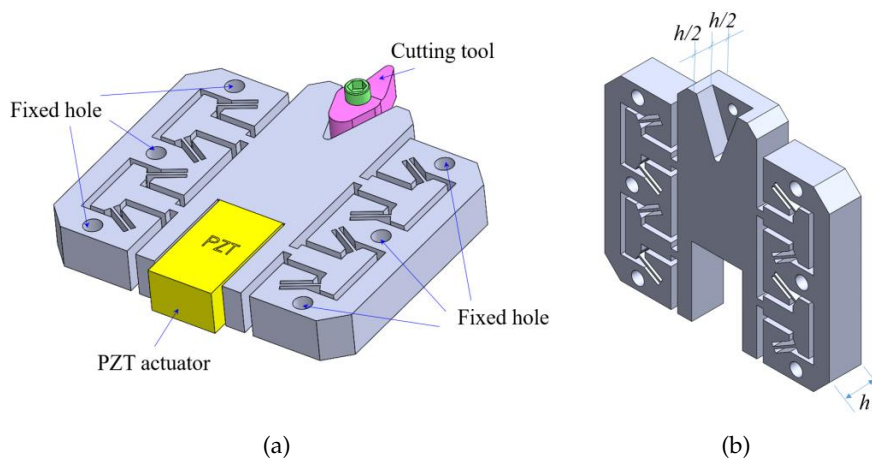 Cutting tool
Fixed hole
PZT
Fixed hole
PZT actuator
(a)
h/2
h/2
h
(b)